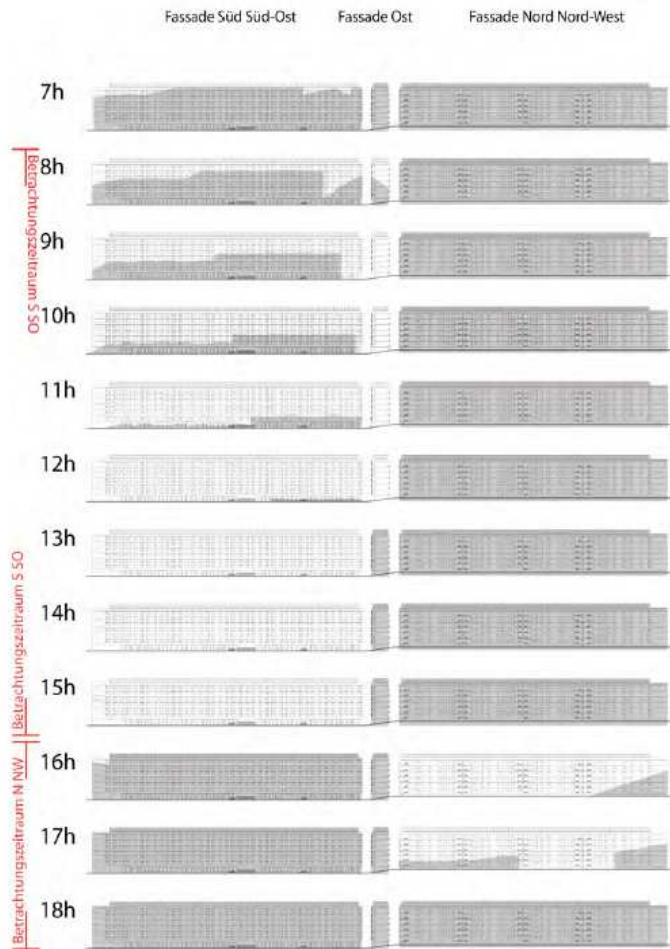 Fassade Süd Süd-Ost Fassade Ost Fassade Nord Nord-West
7h
8h
9h
10h
11h
12h
13h
14h
15h
16h
17h
18h
Betrachtungszeitraum S SO
Betrachtungszeitraum S SO
Betrachtungszeitraum N NW